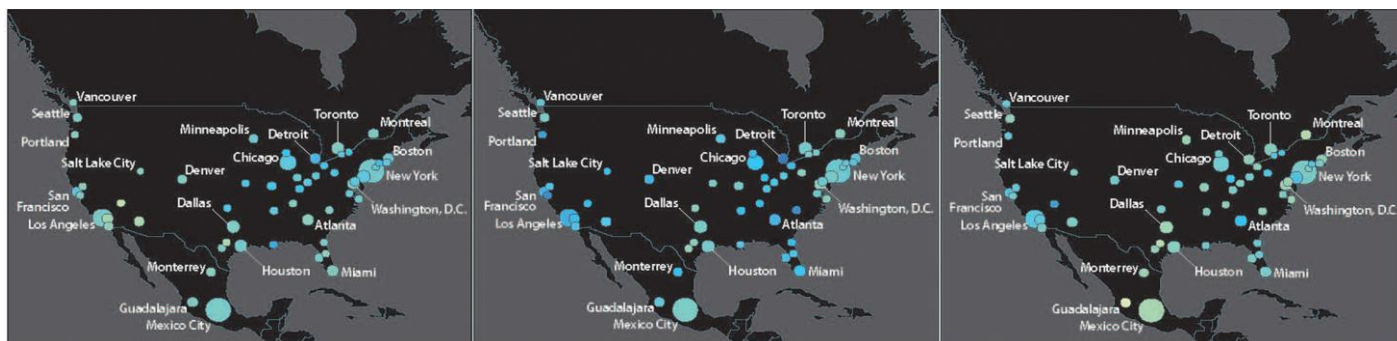 Vancouver
Seattle
Portland
Minneapolis
Detroit
Toronto
Montreal
Chicago
Boston
New York
Salt Lake City
Denver
San
Francisco
Los Angeles
Dallas
Washington, D.C.
Atlanta
Monterrey
Houston
Miami
Guadalajara
Mexico City
Vancouver
Seattle
Portland
Minneapolis
Detroit
Toronto
Montreal
Chicago
Boston
New York
Salt Lake City
Denver
San
Francisco
Los Angeles
Dallas
Washington, D.C.
Atlanta
Monterrey
Houston
Miami
Guadalajara
Mexico City
Vancouver
Seattle
Portland
Minneapolis
Detroit
Toronto
Montreal
Chicago
Boston
New York
Salt Lake City
Denver
San
Francisco
Los Angeles
Dallas
Washington, D.C.
Atlanta
Monterrey
Houston
Miami
Guadalajara
Mexico City